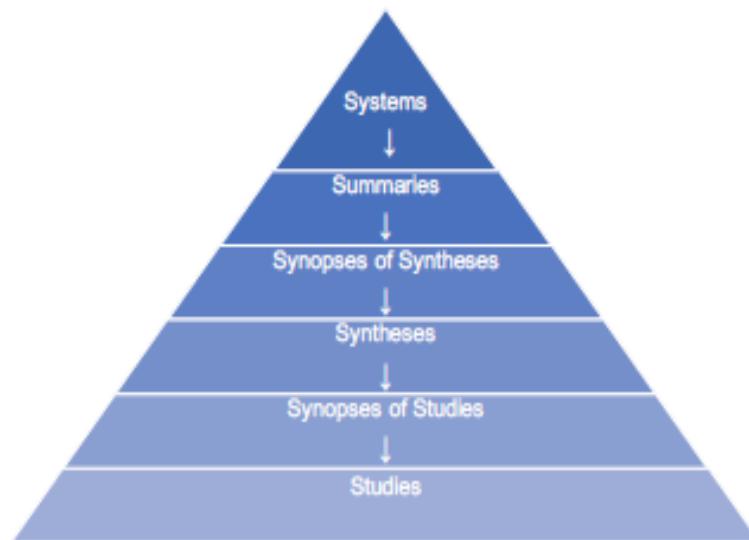 Systems
↓
Summaries
↓
Synopses of Syntheses
↓
Syntheses
↓
Synopses of Studies
↓
Studies